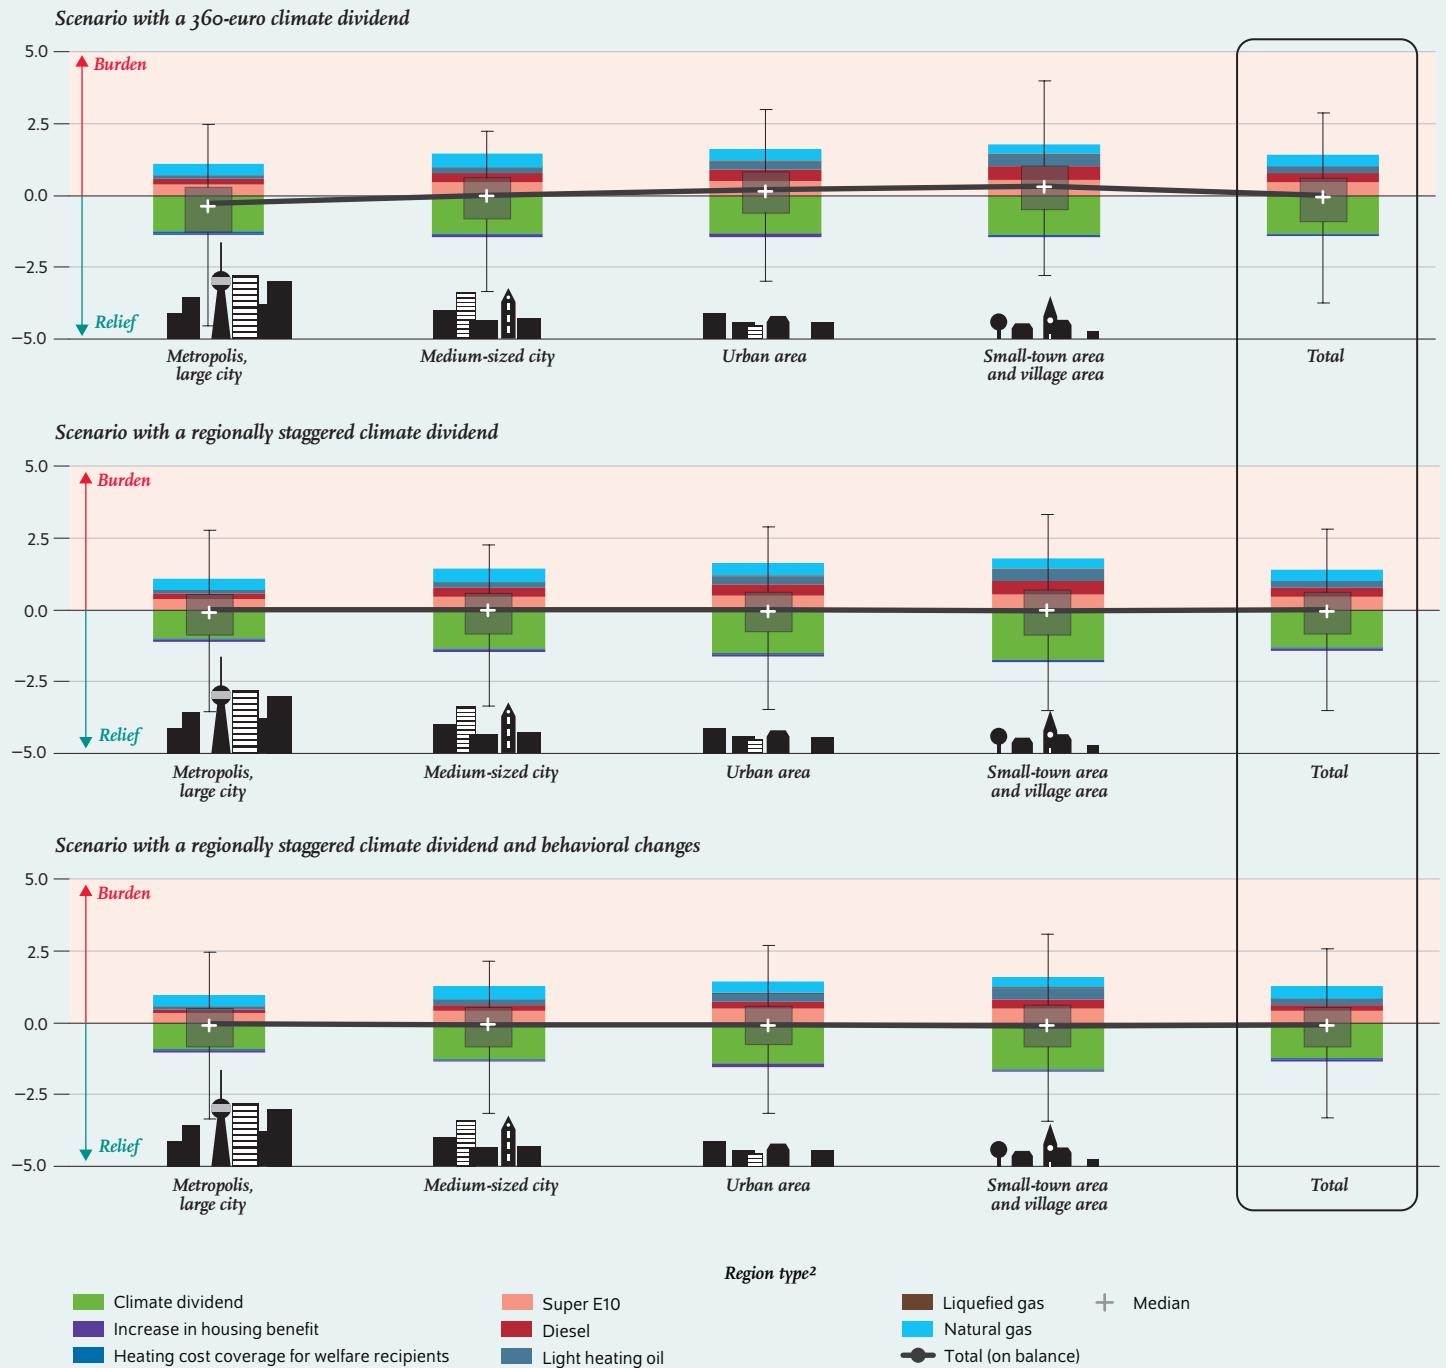 Scenario with a 360-euro climate dividend
5.0
Burden
2.5
0.0
−2.5
Relief
−5.0
Metropolis,
large city
Medium-sized city
Urban area
Small-town area
and village area
Total
Scenario with a regionally staggered climate dividend
5.0
Burden
2.5
0.0
−2.5
Relief
−5.0
Metropolis,
large city
Medium-sized city
Urban area
Small-town area
and village area
Total
Scenario with a regionally staggered climate dividend and behavioral changes
5.0
Burden
2.5
0.0
−2.5
Relief
−5.0
Metropolis,
large city
Medium-sized city
Urban area
Small-town area
and village area
Total
Region type²
Climate dividend
Super E10
Liquefied gas
Median
Increase in housing benefit
Diesel
Natural gas
Heating cost coverage for welfare recipients
Light heating oil
Total (on balance)